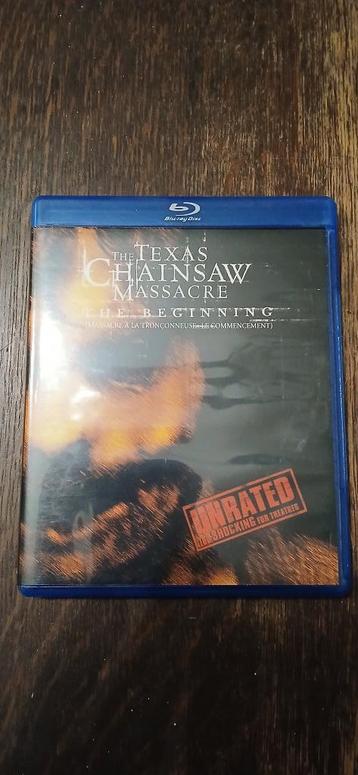 Blu-ray Disc
THE TEXAS
CHAINSAW
MASSACRE
THE BEGINNING
(MASSACRE À LA TRONÇONNEUSE: LE COMMENCEMENT)
UNRATED
TOO SHOCKING FOR THEATRES